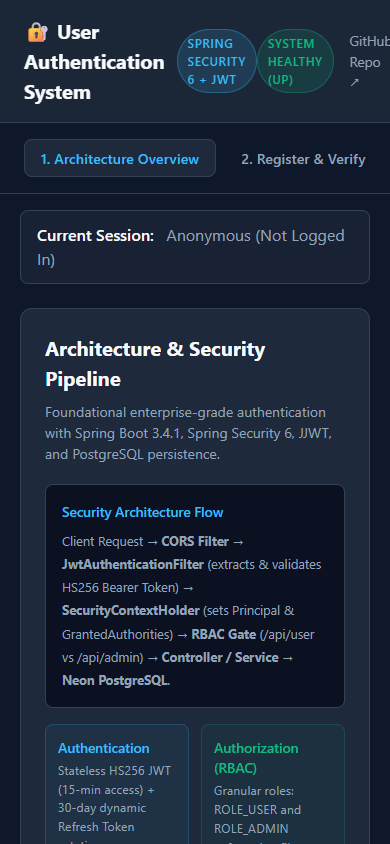 🔐 User
Authentication
System
SPRING
SECURITY
6 + JWT
SYSTEM
HEALTHY
(UP)
GitHub
Repo
↗
1. Architecture Overview
2. Register & Verify
Current Session: Anonymous (Not Logged
In)
Architecture & Security
Pipeline
Foundational enterprise-grade authentication
with Spring Boot 3.4.1, Spring Security 6, JJWT,
and PostgreSQL persistence.
Security Architecture Flow
Client Request → CORS Filter →
JwtAuthenticationFilter (extracts & validates
HS256 Bearer Token) →
SecurityContextHolder (sets Principal &
GrantedAuthorities) → RBAC Gate (/api/user
vs /api/admin) → Controller / Service →
Neon PostgreSQL.
Authentication
Stateless HS256 JWT
(15-min access) +
30-day dynamic
Refresh Token
Authorization
(RBAC)
Granular roles:
ROLE_USER and
ROLE_ADMIN